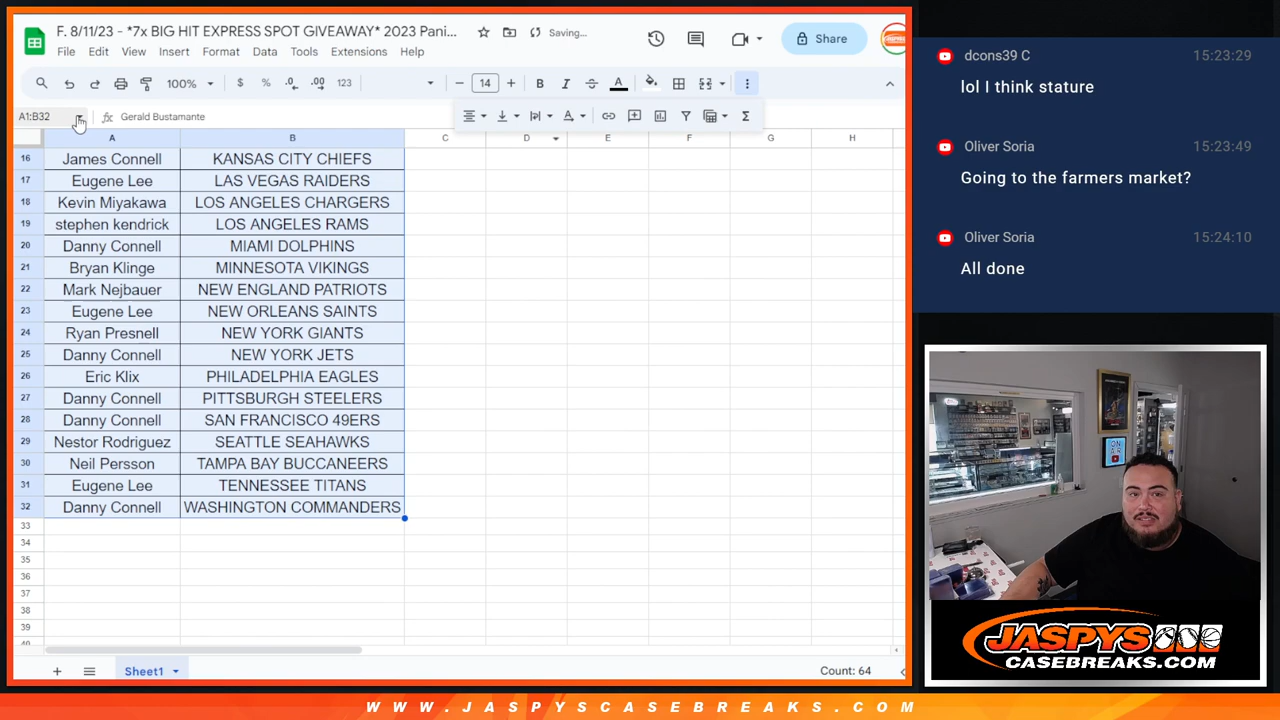 F. 8/11/23 - *7x BIG HIT EXPRESS SPOT GIVEAWAY* 2023 Pani...
Saving...
Share
File Edit View Insert Format Data Tools Extensions Help
100% $ % .0 .00 123 14 B I A
A1:B32 fx Gerald Bustamante
A B C D E F G H
16 James Connell KANSAS CITY CHIEFS
17 Eugene Lee LAS VEGAS RAIDERS
18 Kevin Miyakawa LOS ANGELES CHARGERS
19 stephen kendrick LOS ANGELES RAMS
20 Danny Connell MIAMI DOLPHINS
21 Bryan Klinge MINNESOTA VIKINGS
22 Mark Nejbauer NEW ENGLAND PATRIOTS
23 Eugene Lee NEW ORLEANS SAINTS
24 Ryan Presnell NEW YORK GIANTS
25 Danny Connell NEW YORK JETS
26 Eric Klix PHILADELPHIA EAGLES
27 Danny Connell PITTSBURGH STEELERS
28 Danny Connell SAN FRANCISCO 49ERS
29 Nestor Rodriguez SEATTLE SEAHAWKS
30 Neil Persson TAMPA BAY BUCCANEERS
31 Eugene Lee TENNESSEE TITANS
32 Danny Connell WASHINGTON COMMANDERS
33
34
35
36
37
38
39
Sheet1
Count: 64
dcons39 C 15:23:29
lol I think stature
Oliver Soria 15:23:49
Going to the farmers market?
Oliver Soria 15:24:10
All done
ON AIR
JASPYS
CASEBREAKS.COM
WWW.JASPYSCASEBREAKS.COM